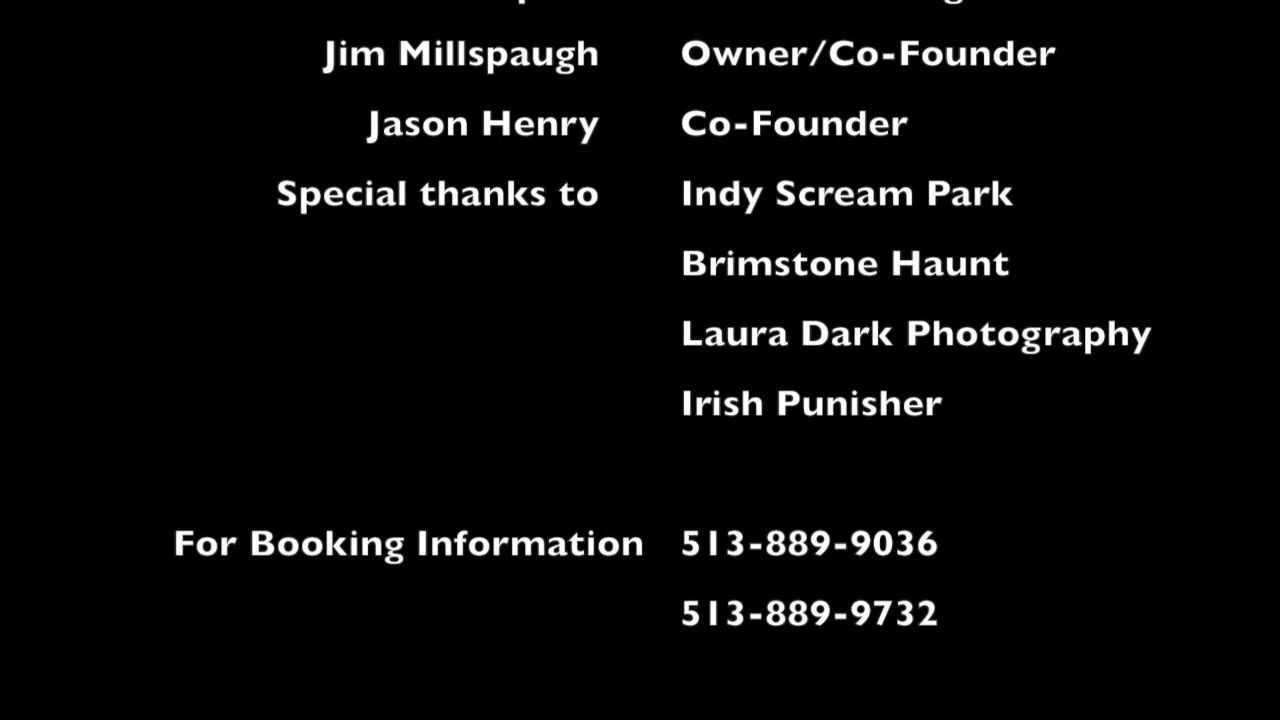 Jim Millspaugh Owner/Co-Founder
Jason Henry Co-Founder
Special thanks to Indy Scream Park
Brimstone Haunt
Laura Dark Photography
Irish Punisher
For Booking Information 513-889-9036
513-889-9732